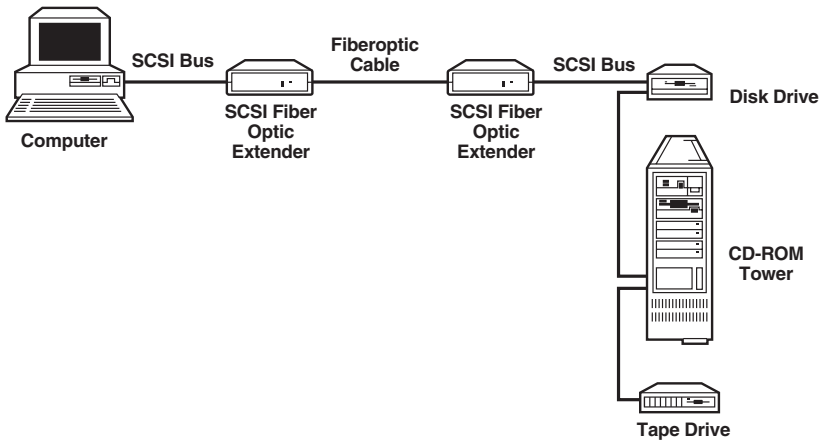 SCSI Bus
Fiberoptic
Cable
SCSI Bus
Computer
SCSI Fiber
Optic
Extender
SCSI Fiber
Optic
Extender
Disk Drive
CD-ROM
Tower
Tape Drive